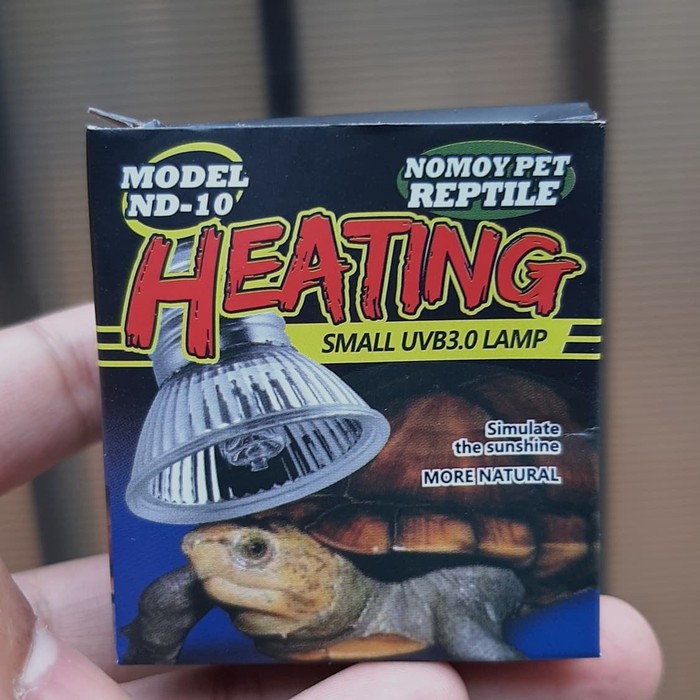 MODEL
ND-10
NOMOY PET
REPTILE
HEATING
SMALL UVB3.0 LAMP
Simulate
the sunshine
MORE NATURAL